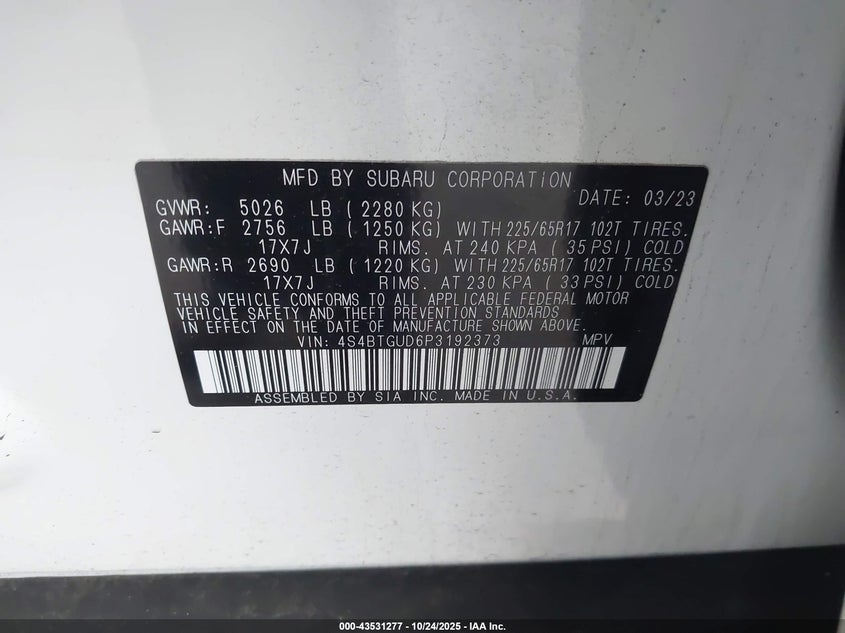 MFD BY SUBARU CORPORATION
DATE: 03/23
GVWR: 5026 LB (2280 KG)
GAWR:F 2756 LB (1250 KG) WITH 225/65R17 102T TIRES.
17X7J RIMS. AT 240 KPA (35 PSI) COLD
GAWR:R 2690 LB (1220 KG) WITH 225/65R17 102T TIRES.
17X7J RIMS. AT 230 KPA (33 PSI) COLD
THIS VEHICLE CONFORMS TO ALL APPLICABLE FEDERAL MOTOR
VEHICLE SAFETY AND THEFT PREVENTION STANDARDS
IN EFFECT ON THE DATE OF MANUFACTURE SHOWN ABOVE.
VIN: 4S4BTGUD6P3192373 MPV
ASSEMBLED BY SIA INC. MADE IN U.S.A.
000-43531277 - 10/24/2025 - IAA Inc.